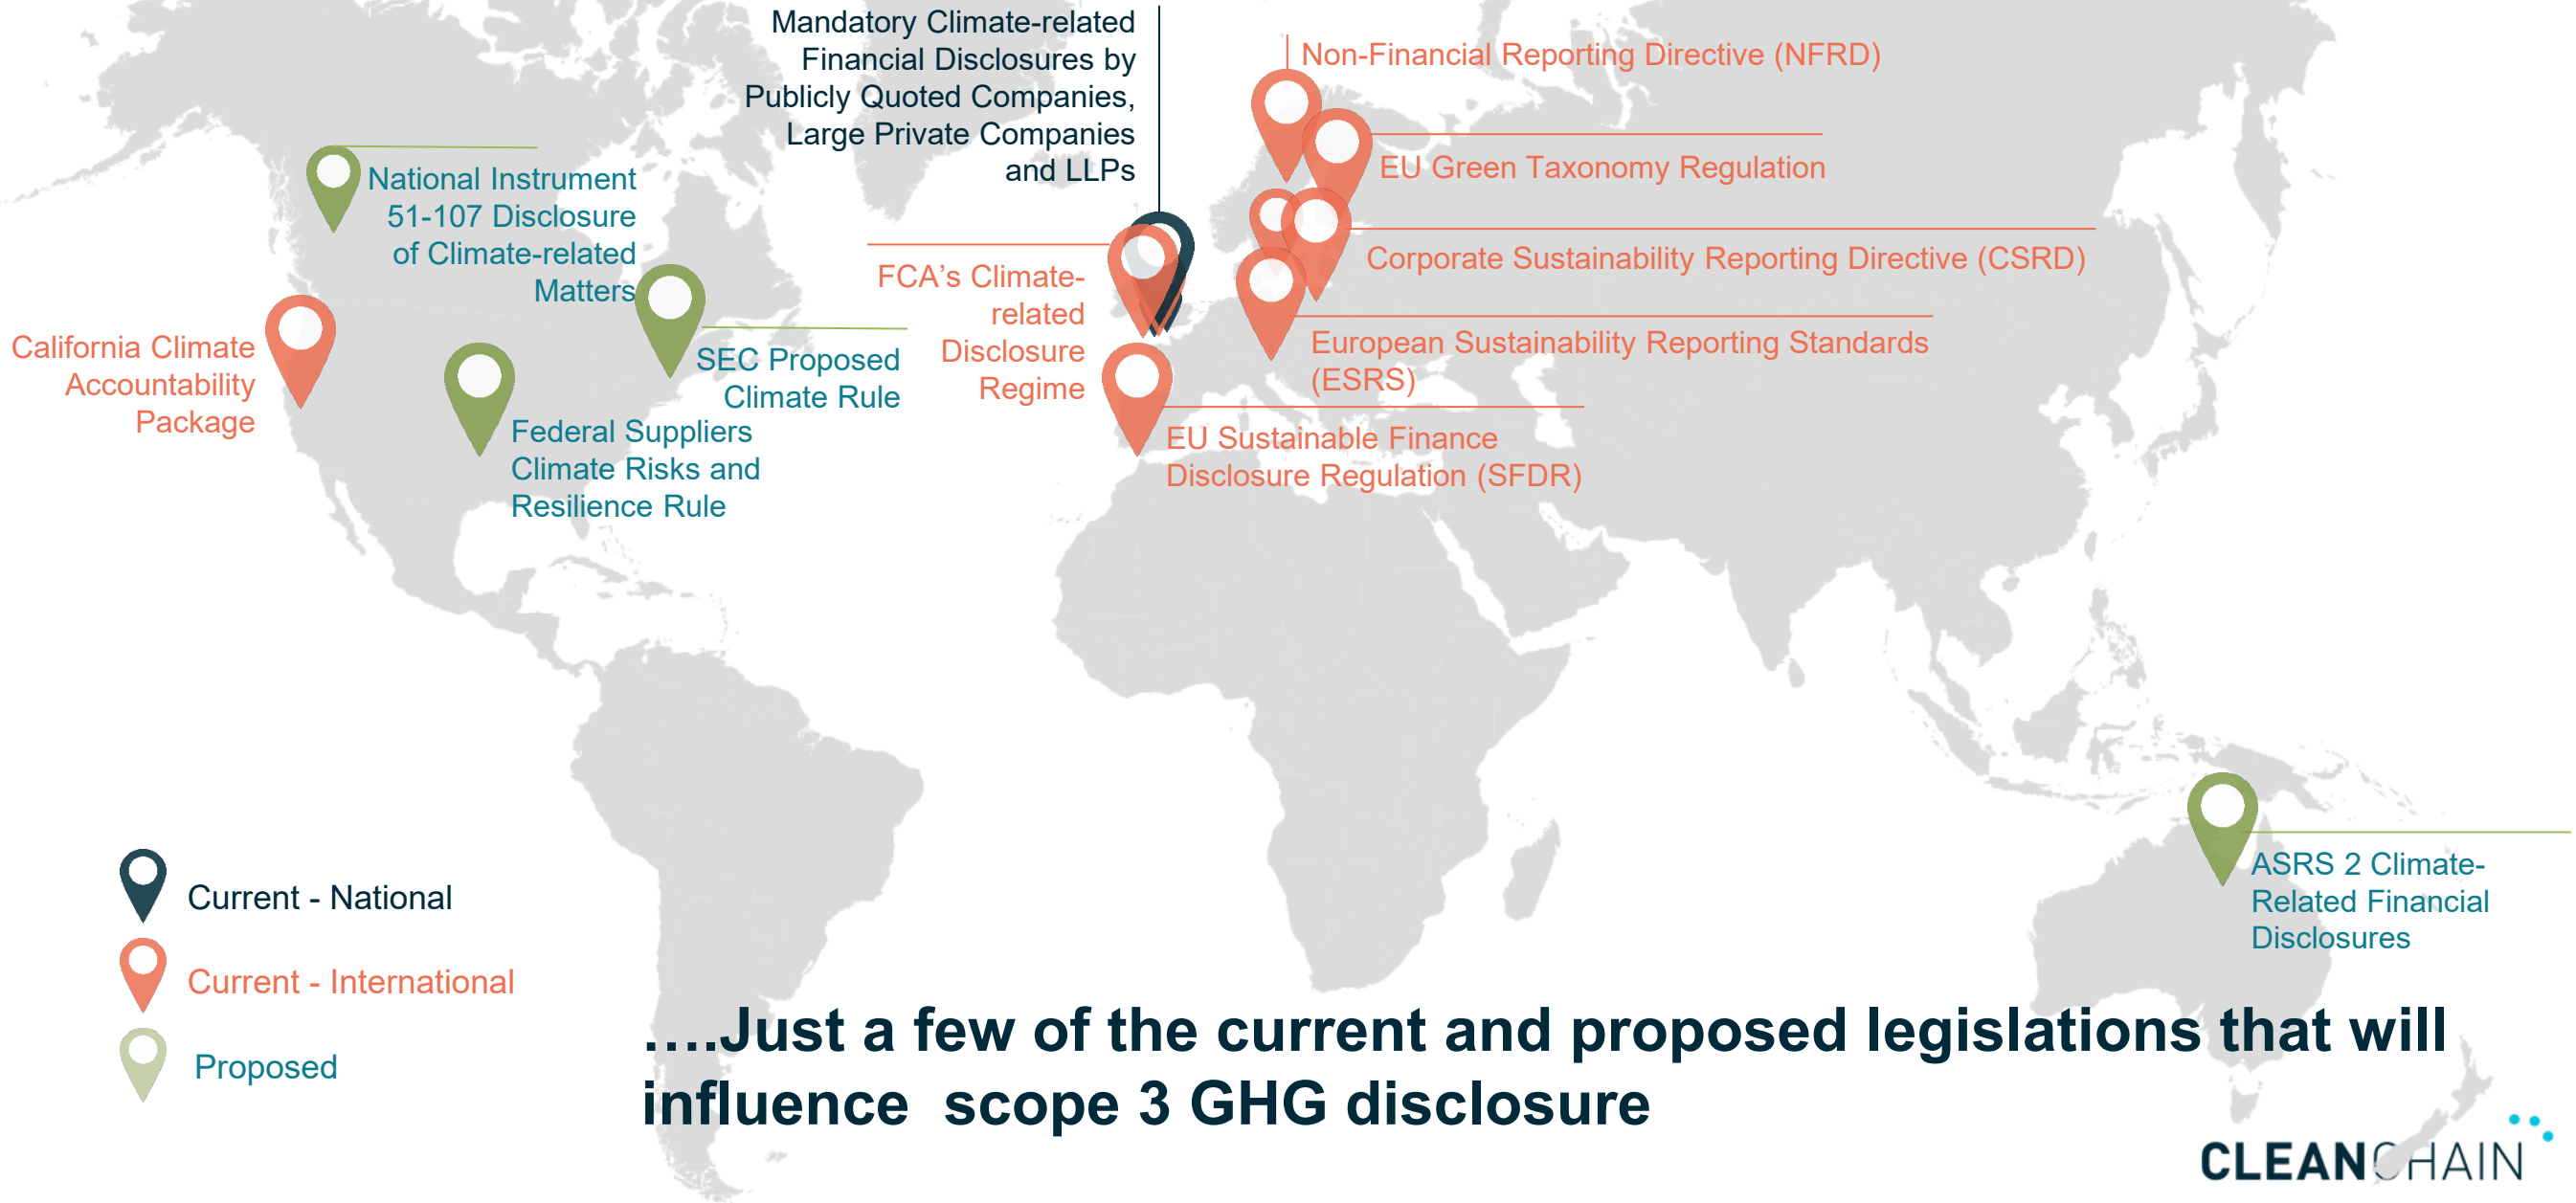 Mandatory Climate-related
Financial Disclosures by
Publicly Quoted Companies,
Large Private Companies
and LLPs
Non-Financial Reporting Directive (NFRD)
EU Green Taxonomy Regulation
National Instrument
51-107 Disclosure
of Climate-related
Matters
Corporate Sustainability Reporting Directive (CSRD)
FCA’s Climate-
related
Disclosure
Regime
California Climate
Accountability
Package
SEC Proposed
Climate Rule
European Sustainability Reporting Standards
(ESRS)
Federal Suppliers
Climate Risks and
Resilience Rule
EU Sustainable Finance
Disclosure Regulation (SFDR)
ASRS 2 Climate-
Related Financial
Disclosures
Current - National
Current - International
Proposed
….Just a few of the current and proposed legislations that will
influence  scope 3 GHG disclosure
CLEANCHAIN